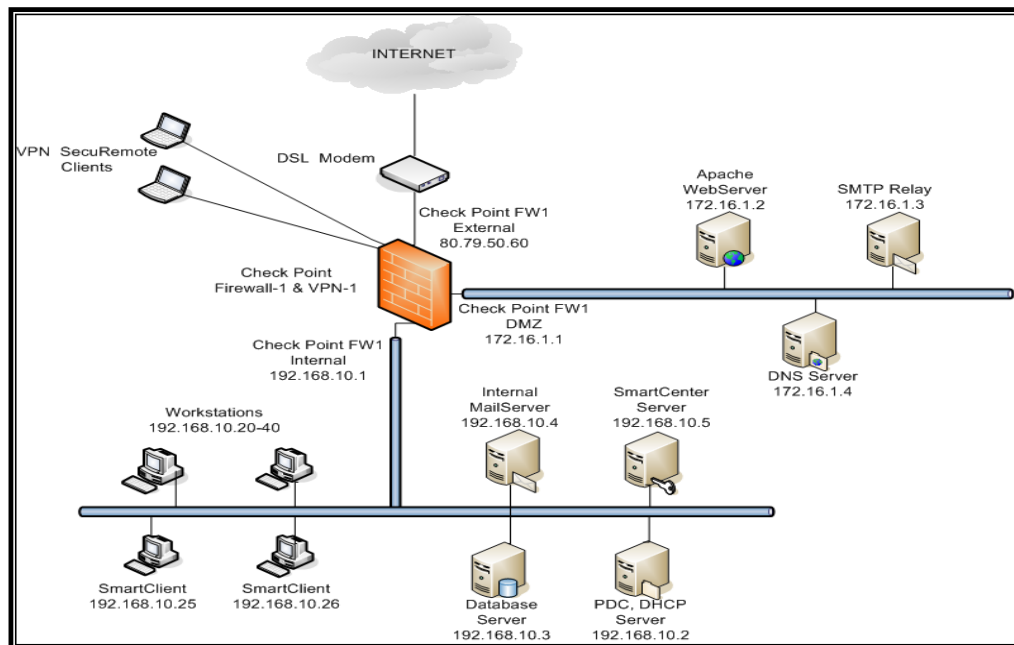 INTERNET
VPN SecuRemote
Clients
DSL Modem
Check Point FW1
External
80.79.50.60
Apache
WebServer
172.16.1.2
SMTP Relay
172.16.1.3
Check Point
Firewall-1 & VPN-1
Check Point FW1
DMZ
172.16.1.1
DNS Server
172.16.1.4
Check Point FW1
Internal
192.168.10.1
Workstations
192.168.10.20-40
Internal
MailServer
192.168.10.4
SmartCenter
Server
192.168.10.5
SmartClient
192.168.10.25
SmartClient
192.168.10.26
Database
Server
192.168.10.3
PDC, DHCP
Server
192.168.10.2